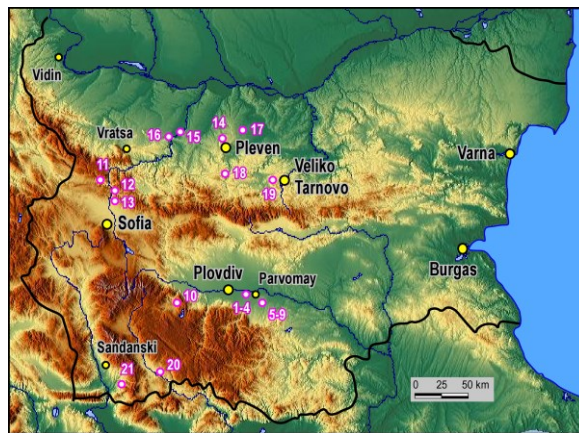 Vidin
Vratsa
16
15
14
17
Pleven
11
12
13
18
19
Veliko
Tarnovo
Varna
Sofia
Burgas
Plovdiv
Parvomay
10
1-4
5-9
Sandanski
21
20
0 25 50 km